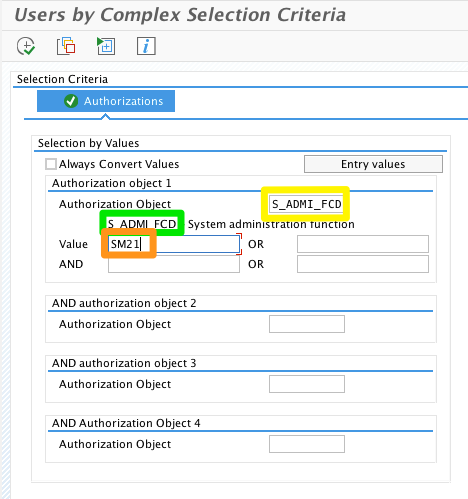 Users by Complex Selection Criteria
Selection Criteria
Authorizations
Selection by Values
Always Convert Values Entry values
Authorization object 1
Authorization Object S_ADMI_FCD
S_ADMI_FCD System administration function
Value SM21 OR
AND OR
AND authorization object 2
Authorization Object
AND authorization object 3
Authorization Object
AND Authorization Object 4
Authorization Object